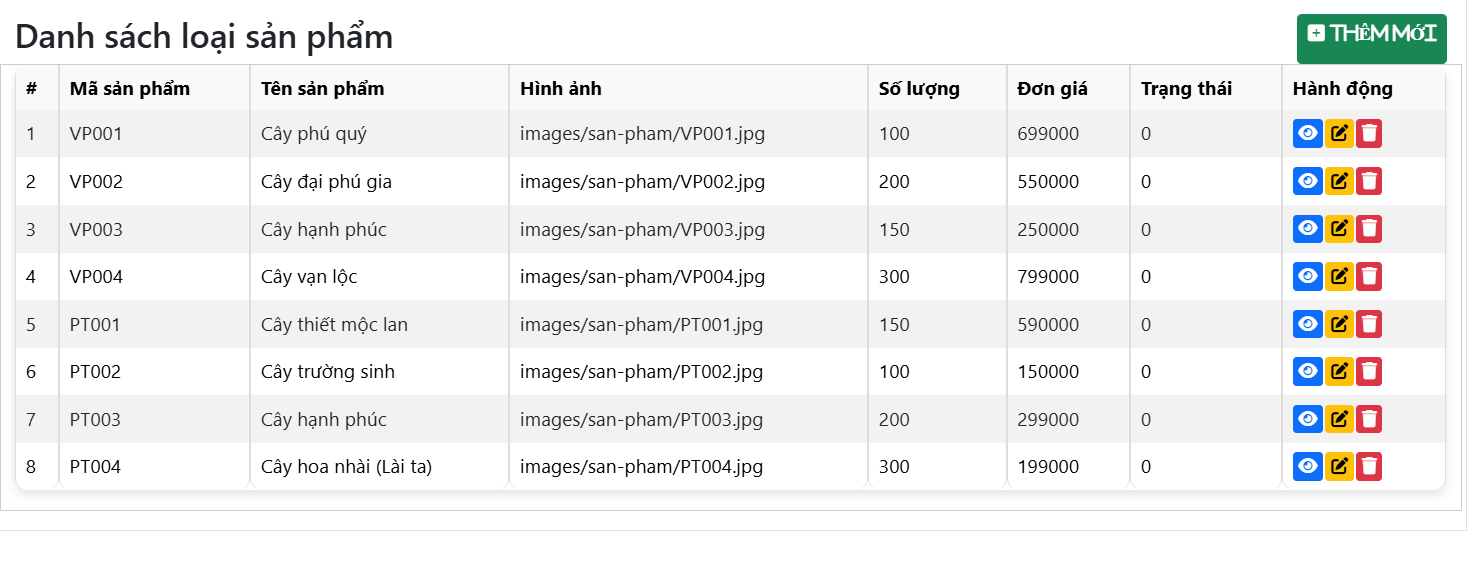 Danh sách loại sản phẩm
THÊM MỚI
# Mã sản phẩm Tên sản phẩm Hình ảnh Số lượng Đơn giá Trạng thái Hành động
1 VP001 Cây phú quý images/san-pham/VP001.jpg 100 699000 0
2 VP002 Cây đại phú gia images/san-pham/VP002.jpg 200 550000 0
3 VP003 Cây hạnh phúc images/san-pham/VP003.jpg 150 250000 0
4 VP004 Cây vạn lộc images/san-pham/VP004.jpg 300 799000 0
5 PT001 Cây thiết mộc lan images/san-pham/PT001.jpg 150 590000 0
6 PT002 Cây trường sinh images/san-pham/PT002.jpg 100 150000 0
7 PT003 Cây hạnh phúc images/san-pham/PT003.jpg 200 299000 0
8 PT004 Cây hoa nhài (Lài ta) images/san-pham/PT004.jpg 300 199000 0